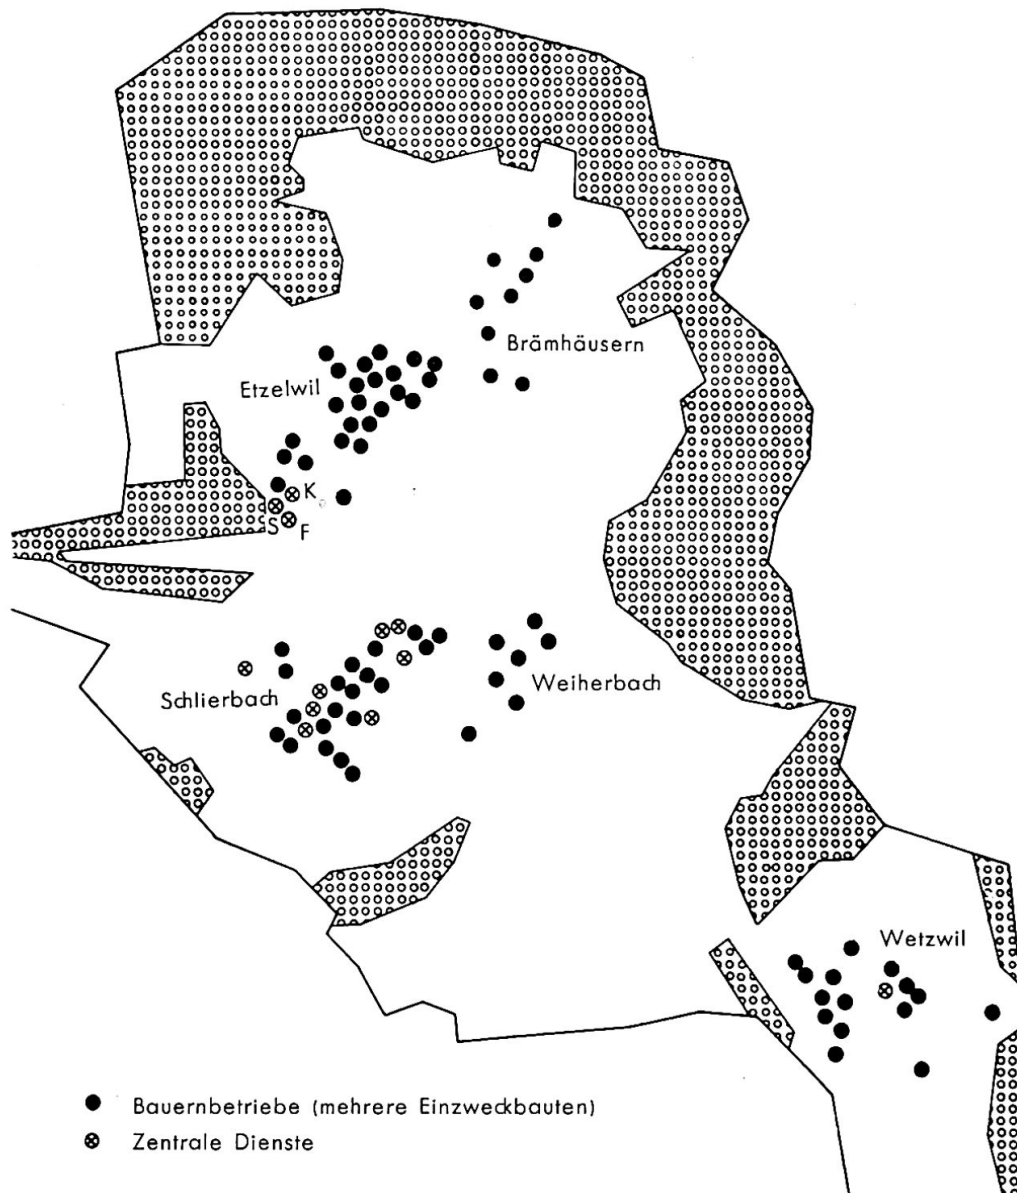 Brämhäusern
Etzelwil
K
S
F
Schlierbach
Weiherbach
Wetzwil
Bauernbetriebe (mehrere Einzweckbauten)
Zentrale Dienste